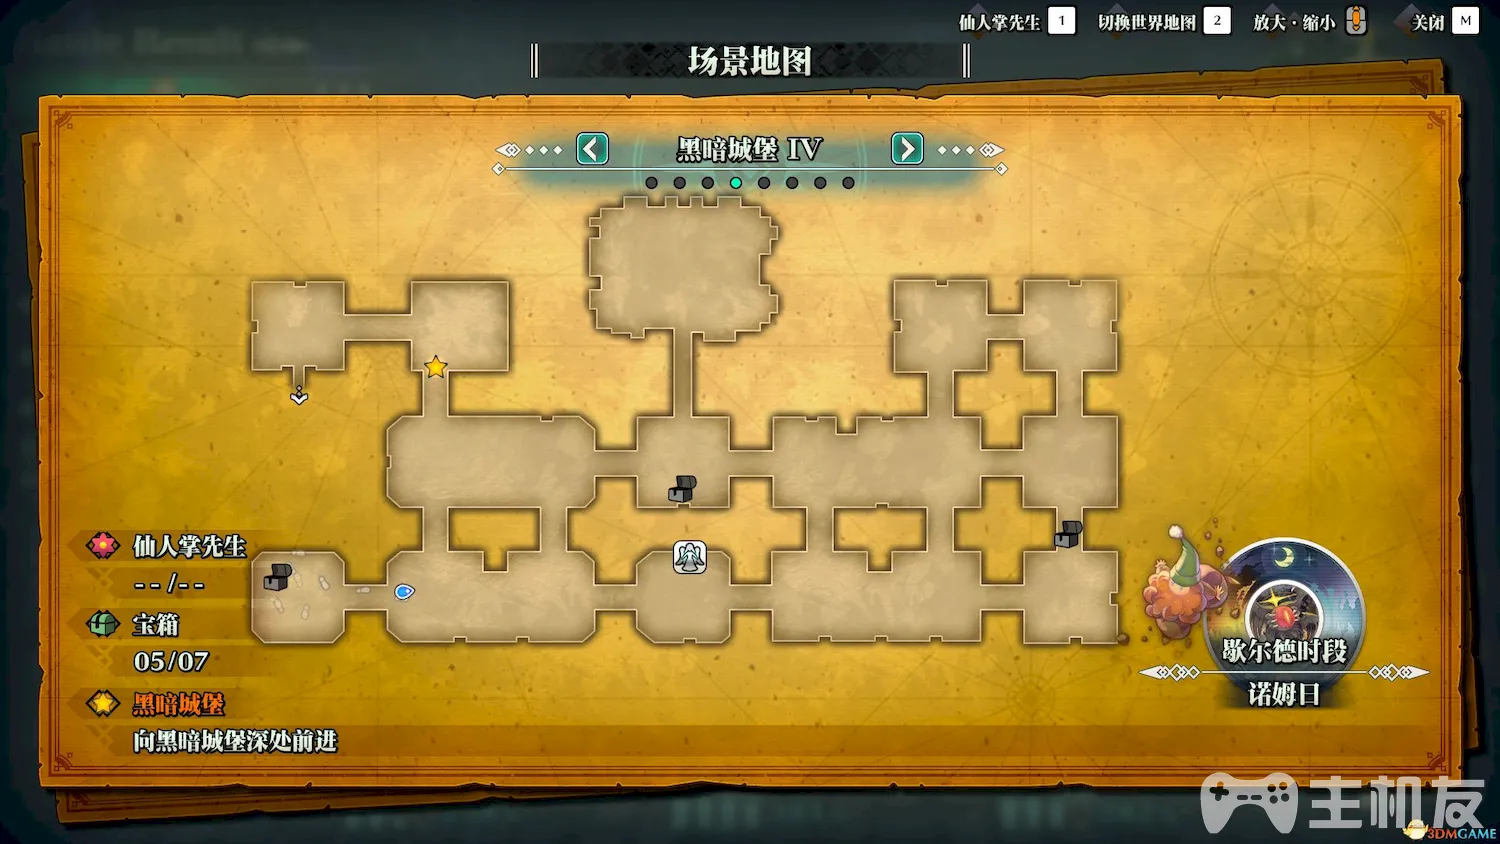 仙人掌先生 1 切换世界地图 2 放大·缩小 关闭 M
场景地图
黑暗城堡 IV
仙人掌先生
--/--
宝箱
05/07
黑暗城堡
向黑暗城堡深处前进
歇尔德时段
诺姆日
主机友
3DMGAME